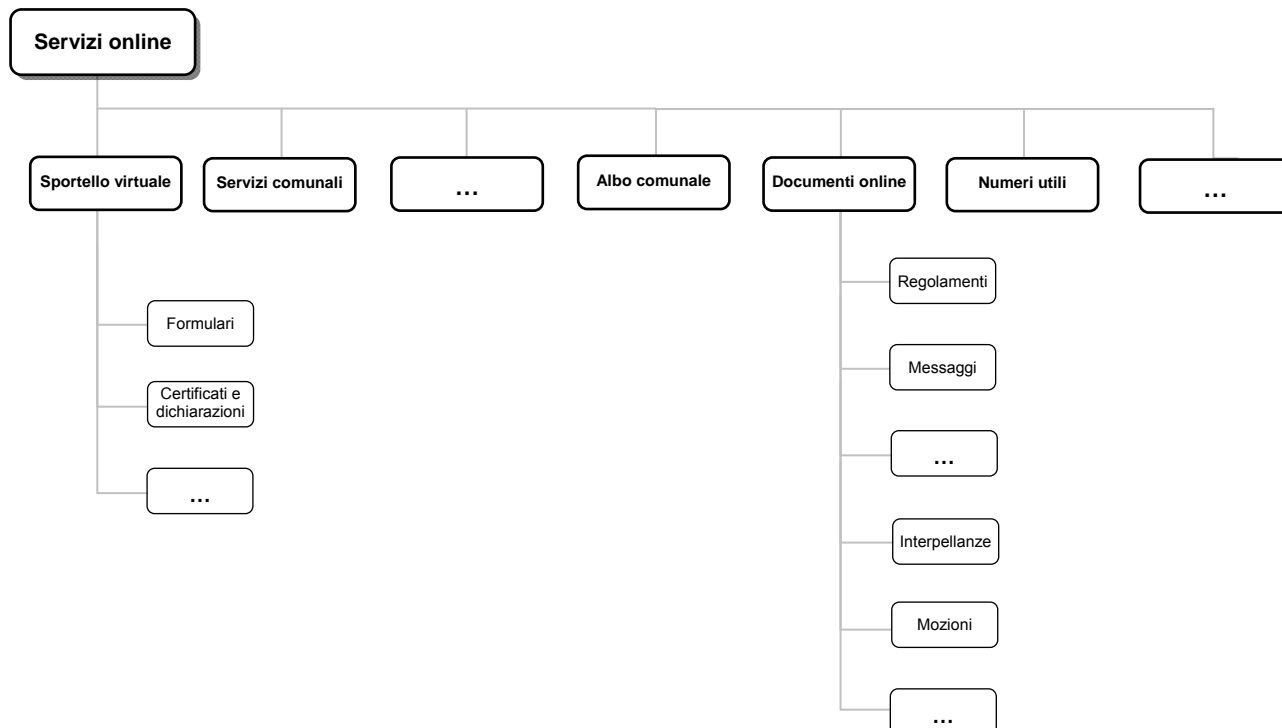 Servizi online
Sportello virtuale
Servizi comunali
...
Albo comunale
Documenti online
Numeri utili
...
Formulari
Certificati e
dichiarazioni
...
Regolamenti
Messaggi
...
Interpellanze
Mozioni
...